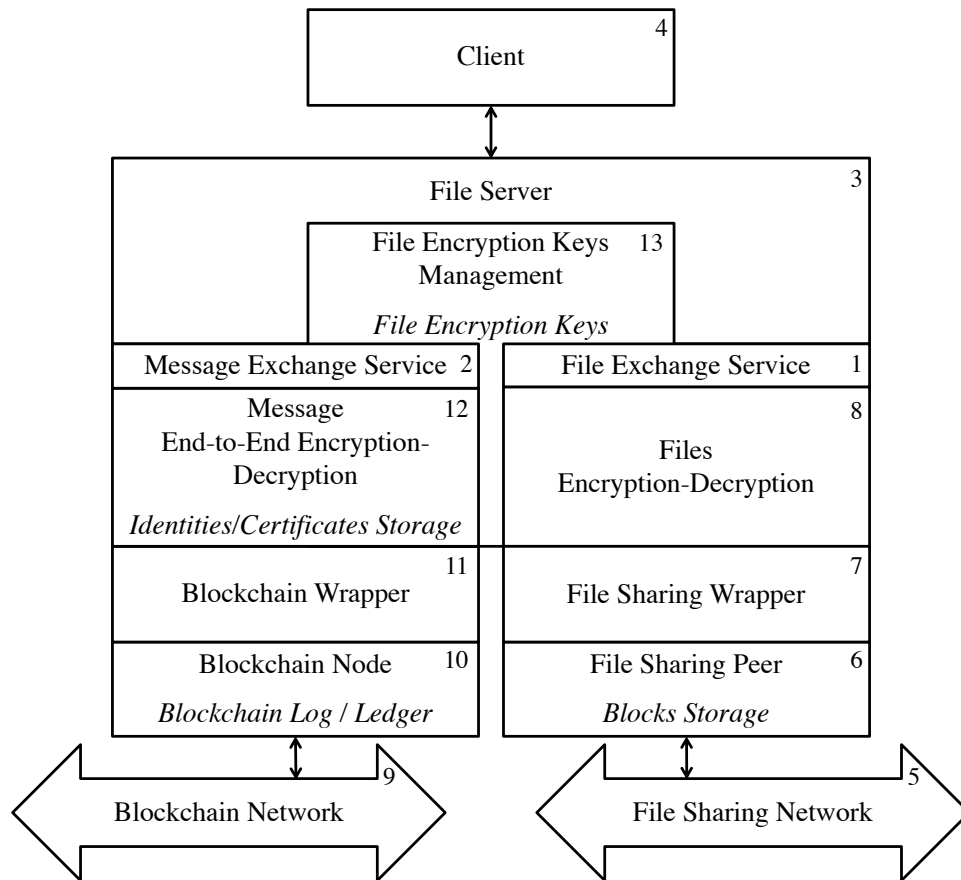 4
Client
3
File Server
File Encryption Keys 13
Management
File Encryption Keys
Message Exchange Service 2
Message 12
End-to-End Encryption-
Decryption
Identities/Certificates Storage
11
Blockchain Wrapper
Blockchain Node 10
Blockchain Log / Ledger
9
Blockchain Network
File Exchange Service 1
8
Files
Encryption-Decryption
7
File Sharing Wrapper
File Sharing Peer 6
Blocks Storage
5
File Sharing Network